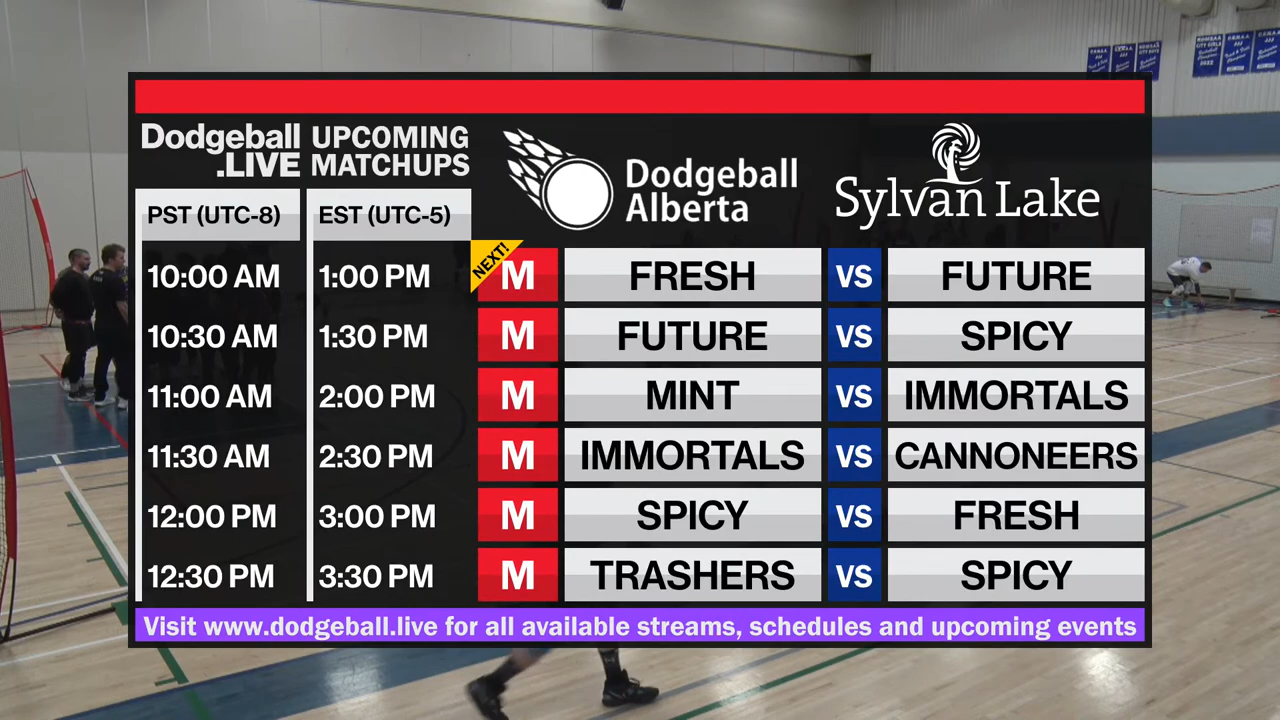 Dodgeball .LIVE
UPCOMING MATCHUPS
Dodgeball Alberta
Sylvan Lake
PST (UTC-8) EST (UTC-5)
NEXT!
10:00 AM 1:00 PM M FRESH VS FUTURE
10:30 AM 1:30 PM M FUTURE VS SPICY
11:00 AM 2:00 PM M MINT VS IMMORTALS
11:30 AM 2:30 PM M IMMORTALS VS CANNONEERS
12:00 PM 3:00 PM M SPICY VS FRESH
12:30 PM 3:30 PM M TRASHERS VS SPICY
Visit www.dodgeball.live for all available streams, schedules and upcoming events